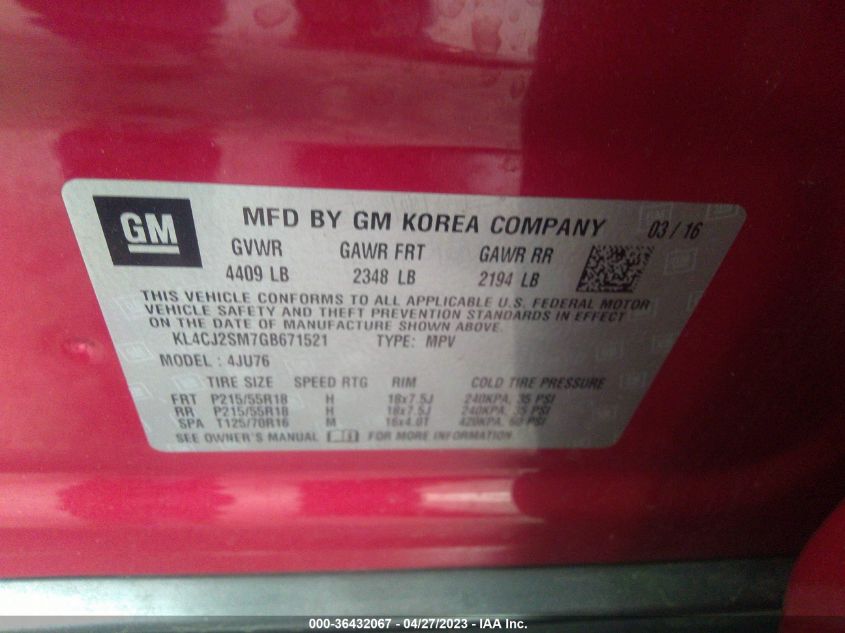 GM
MFD BY GM KOREA COMPANY 03/16
GVWR GAWR FRT GAWR RR
4409 LB 2348 LB 2194 LB
THIS VEHICLE CONFORMS TO ALL APPLICABLE U.S. FEDERAL MOTOR
VEHICLE SAFETY AND THEFT PREVENTION STANDARDS IN EFFECT
ON THE DATE OF MANUFACTURE SHOWN ABOVE.
KL4CJ2SM7GB671521 TYPE: MPV
MODEL: 4JU76
TIRE SIZE SPEED RTG RIM COLD TIRE PRESSURE
FRT P215/55R18 H 18x7.5J 240KPA, 35 PSI
RR P215/55R18 H 18x7.5J 240KPA, 35 PSI
SPA T125/70R16 M 16x4.0T 420KPA, 60 PSI
SEE OWNER'S MANUAL FOR MORE INFORMATION
000-36432067 - 04/27/2023 - IAA Inc.